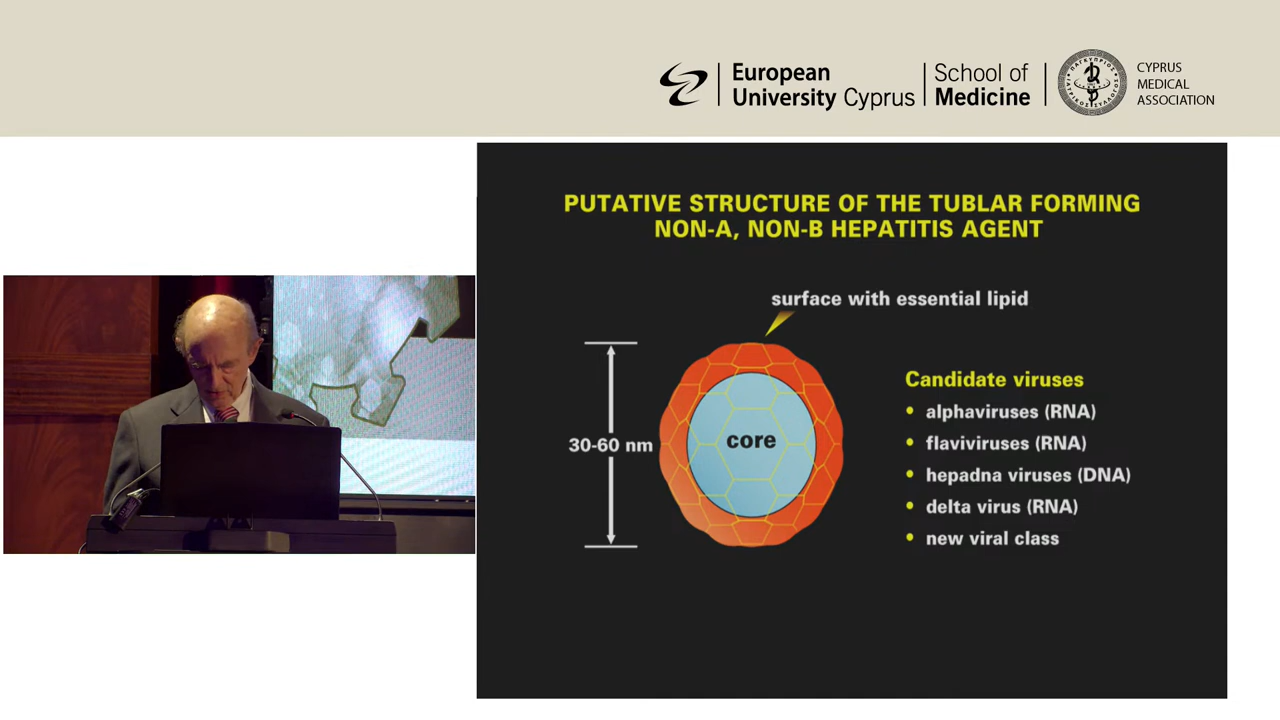 European
University Cyprus
School of
Medicine
CYPRUS
MEDICAL
ASSOCIATION
PUTATIVE STRUCTURE OF THE TUBLAR FORMING
NON-A, NON-B HEPATITIS AGENT
surface with essential lipid
30-60 nm
core
Candidate viruses
• alphaviruses (RNA)
• flaviviruses (RNA)
• hepadna viruses (DNA)
• delta virus (RNA)
• new viral class